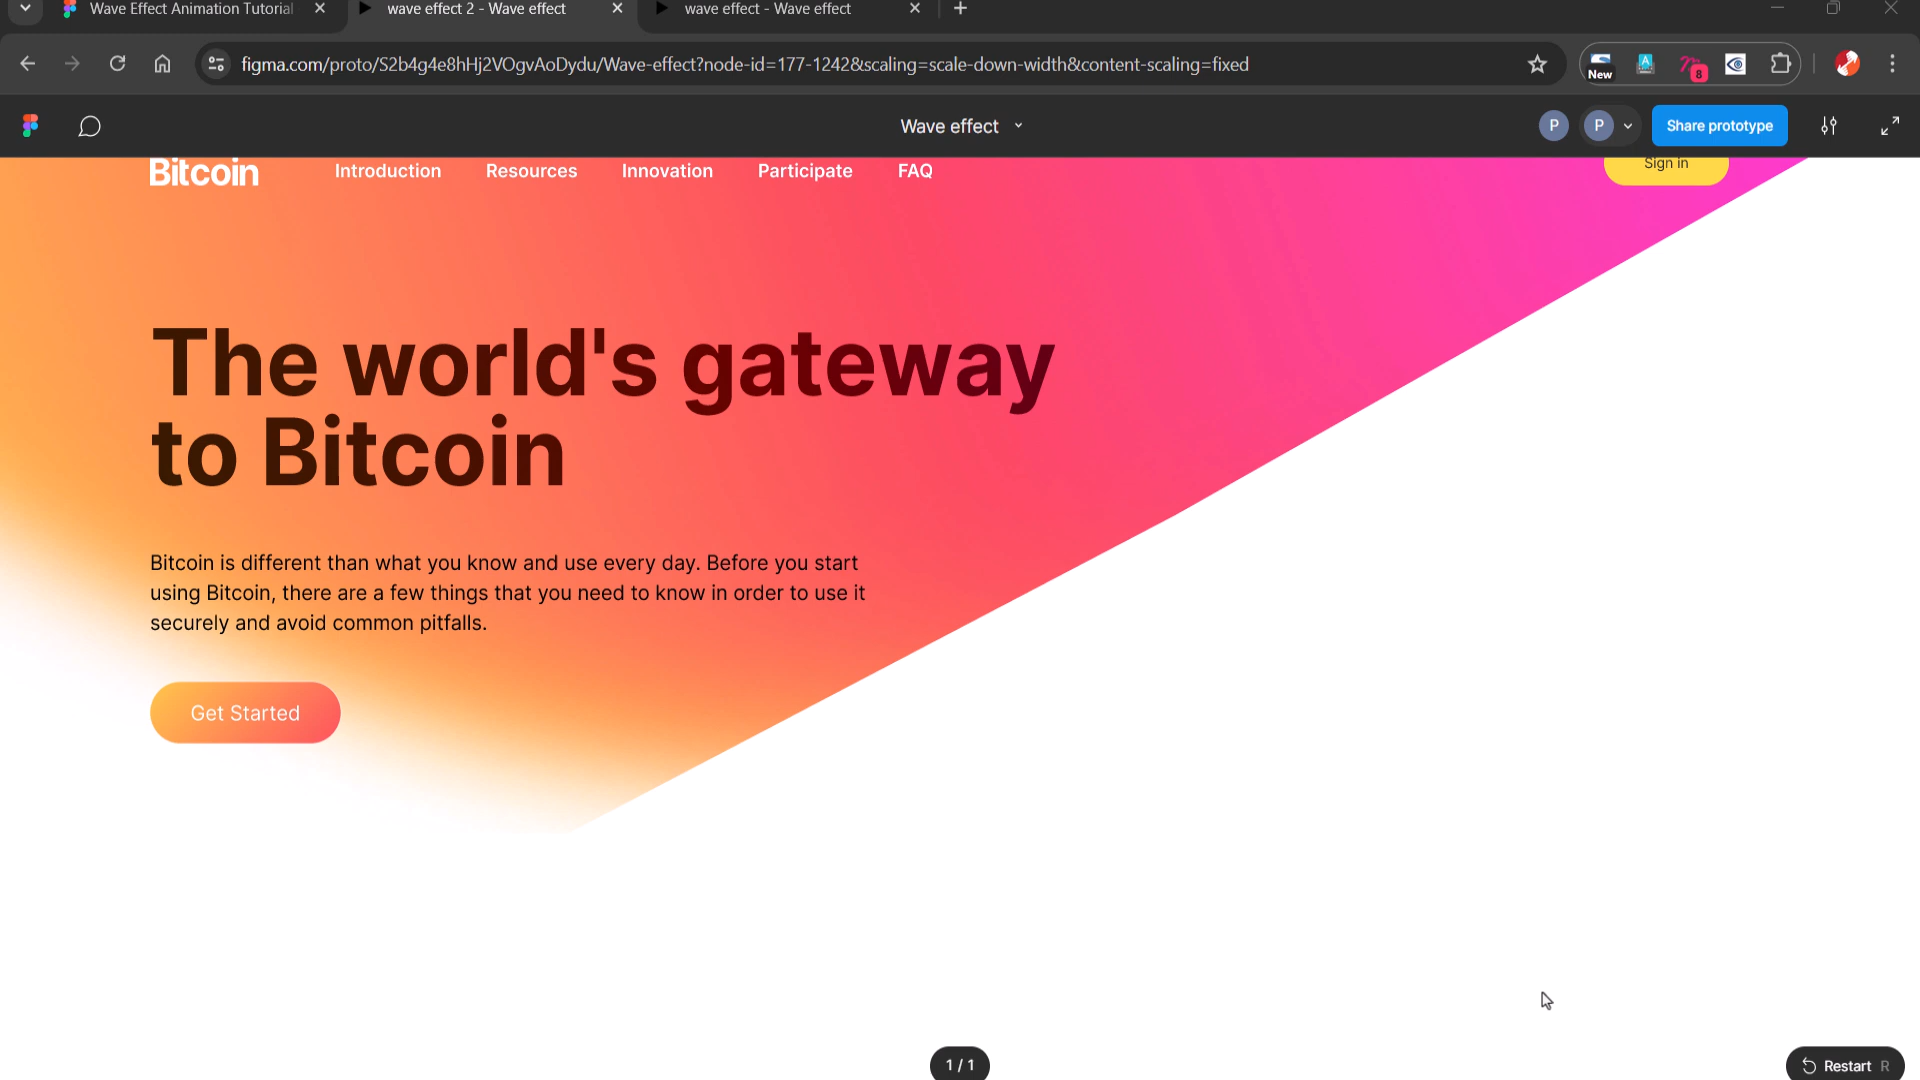 Wave Effect Animation Tutorial
wave effect 2 - Wave effect
wave effect - Wave effect
figma.com/proto/S2b4g4e8hHj2VOgvAoDydu/Wave-effect?node-id=177-1242&scaling=scale-down-width&content-scaling=fixed
New
A
8
Wave effect
P
P
Share prototype
Bitcoin
Introduction
Resources
Innovation
Participate
FAQ
Sign in
The world's gateway
to Bitcoin
Bitcoin is different than what you know and use every day. Before you start
using Bitcoin, there are a few things that you need to know in order to use it
securely and avoid common pitfalls.
Get Started
1 / 1
Restart R